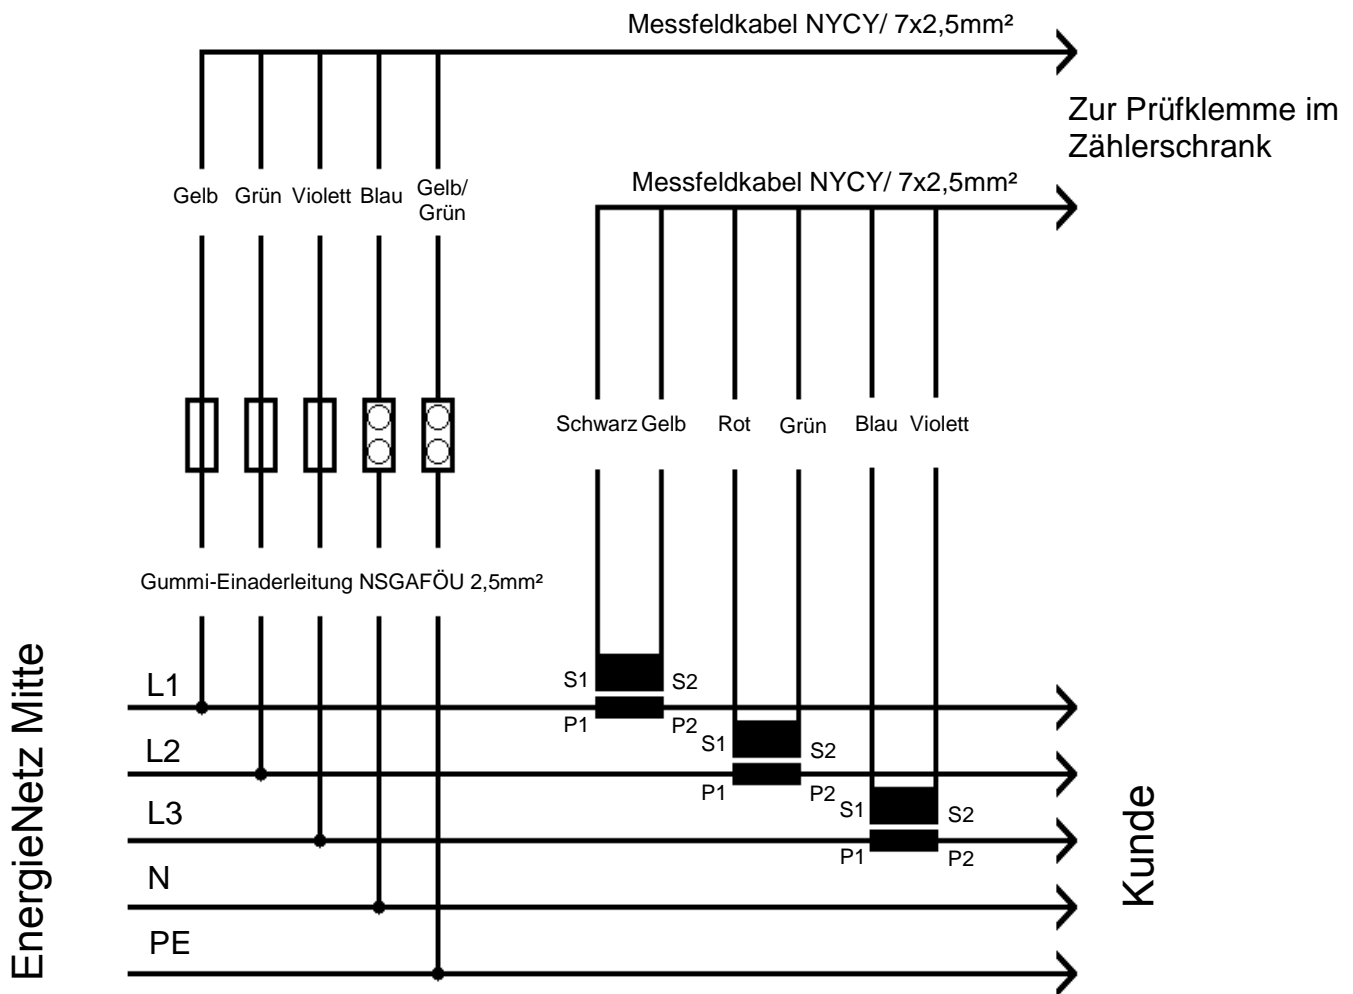 Messfeldkabel NYCY/ 7x2,5mm²
Zur Prüfklemme im
Zählerschrank
Messfeldkabel NYCY/ 7x2,5mm²
Gelb
Grün
Violett
Blau
Gelb/
Grün
Schwarz
Gelb
Rot
Grün
Blau
Violett
Gummi-Einaderleitung NSGAFÖU 2,5mm²
EnergieNetz Mitte
L1
S1
S2
P1
P2
L2
S1
S2
P1
P2
L3
S1
S2
P1
P2
N
PE
Kunde